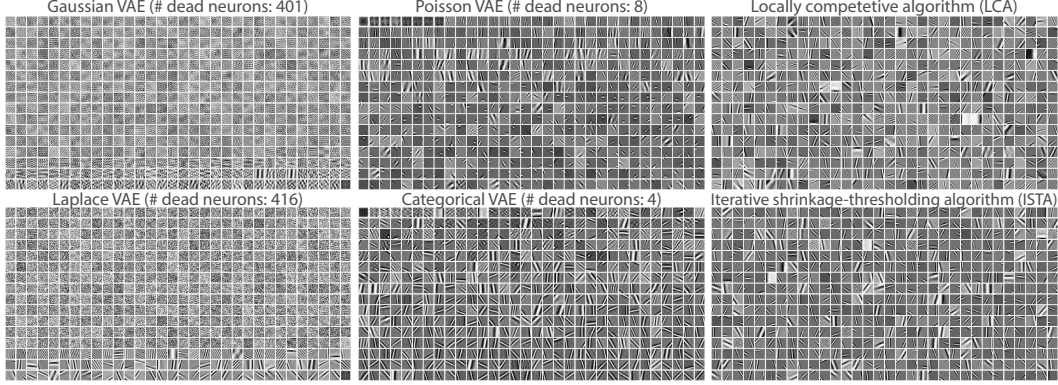 Gaussian VAE (# dead neurons: 401)
Poisson VAE (# dead neurons: 8)
Locally competetive algorithm (LCA)
Laplace VAE (# dead neurons: 416)
Categorical VAE (# dead neurons: 4)
Iterative shrinkage-thresholding algorithm (ISTA)